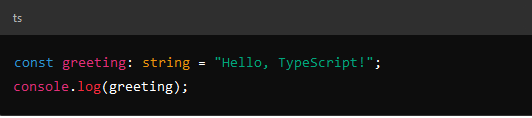 ts
const greeting: string = "Hello, TypeScript!";
console.log(greeting);